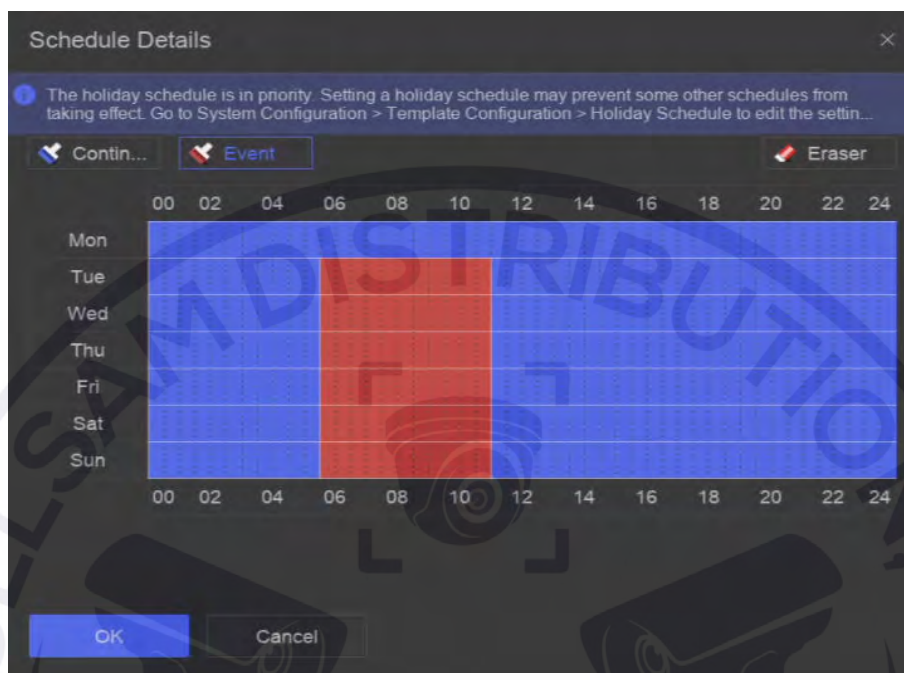 Schedule Details
The holiday schedule is in priority. Setting a holiday schedule may prevent some other schedules from
taking effect. Go to System Configuration > Template Configuration > Holiday Schedule to edit the settin...
Contin... Event Eraser
00 02 04 06 08 10 12 14 16 18 20 22 24
Mon
Tue
Wed
Thu
Fri
Sat
Sun
00 02 04 06 08 10 12 14 16 18 20 22 24
OK Cancel
DISTRIBUTION